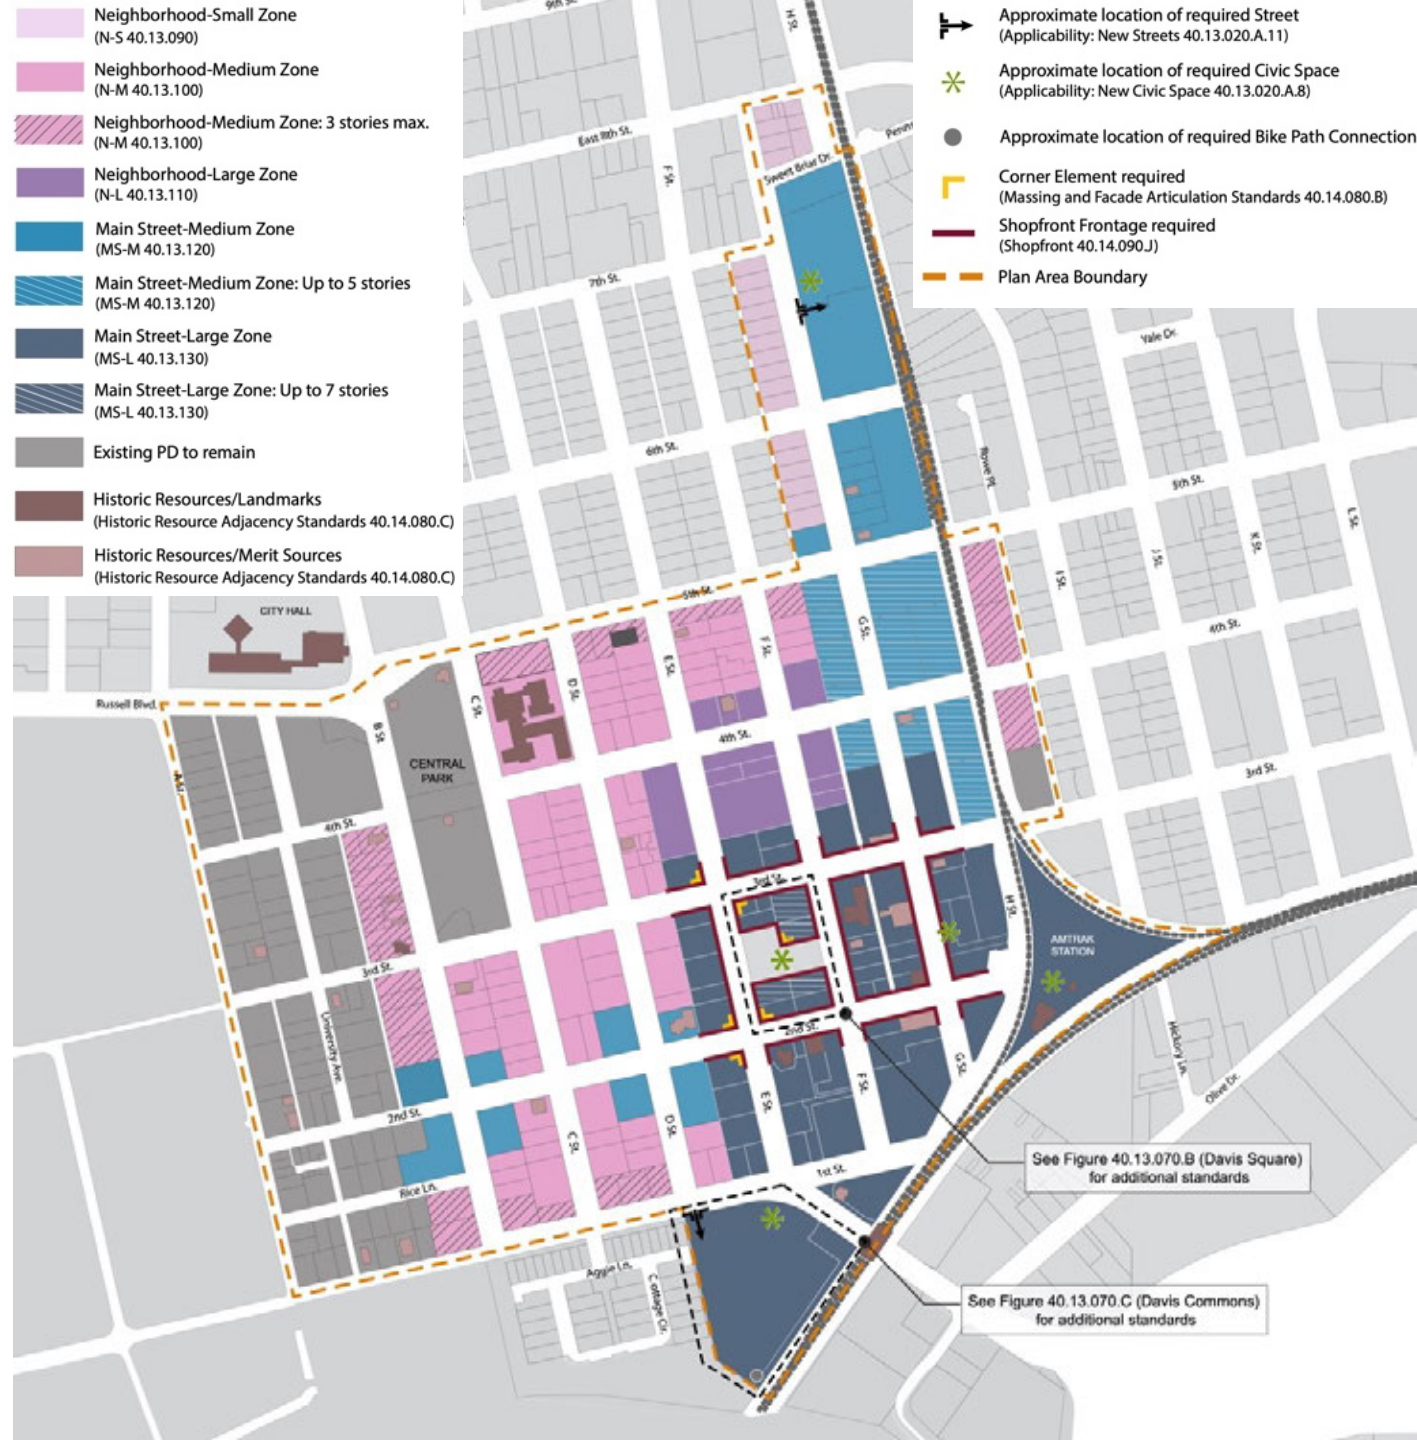 Neighborhood-Small Zone
(N-S 40.13.090)
Neighborhood-Medium Zone
(N-M 40.13.100)
Neighborhood-Medium Zone: 3 stories max.
(N-M 40.13.100)
Neighborhood-Large Zone
(N-L 40.13.110)
Main Street-Medium Zone
(MS-M 40.13.120)
Main Street-Medium Zone: Up to 5 stories
(MS-M 40.13.120)
Main Street-Large Zone
(MS-L 40.13.130)
Main Street-Large Zone: Up to 7 stories
(MS-L 40.13.130)
Existing PD to remain
Historic Resources/Landmarks
(Historic Resource Adjacency Standards 40.14.080.C)
Historic Resources/Merit Sources
(Historic Resource Adjacency Standards 40.14.080.C)
Approximate location of required Street
(Applicability: New Streets 40.13.020.A.11)
Approximate location of required Civic Space
(Applicability: New Civic Space 40.13.020.A.8)
Approximate location of required Bike Path Connection
Corner Element required
(Massing and Facade Articulation Standards 40.14.080.B)
Shopfront Frontage required
(Shopfront 40.14.090.J)
Plan Area Boundary
9th St.
H St.
East 8th St.
F St.
Sweet Briar Dr.
7th St.
Yale Dr.
6th St.
Rowe Pl.
5th St.
L St.
K St.
J St.
I St.
5th St.
CITY HALL
G St.
4th St.
F St.
E St.
D St.
C St.
Russell Blvd.
B St.
4th St.
CENTRAL
PARK
A St.
3rd St.
4th St.
3rd St.
H St.
AMTRAK
STATION
3rd St.
University Ave.
2nd St.
Hickory Ln.
G St.
F St.
E St.
D St.
C St.
Olive Dr.
2nd St.
See Figure 40.13.070.B (Davis Square)
for additional standards
1st St.
Rice Ln.
Aggie Ln.
Cottage Cir.
See Figure 40.13.070.C (Davis Commons)
for additional standards